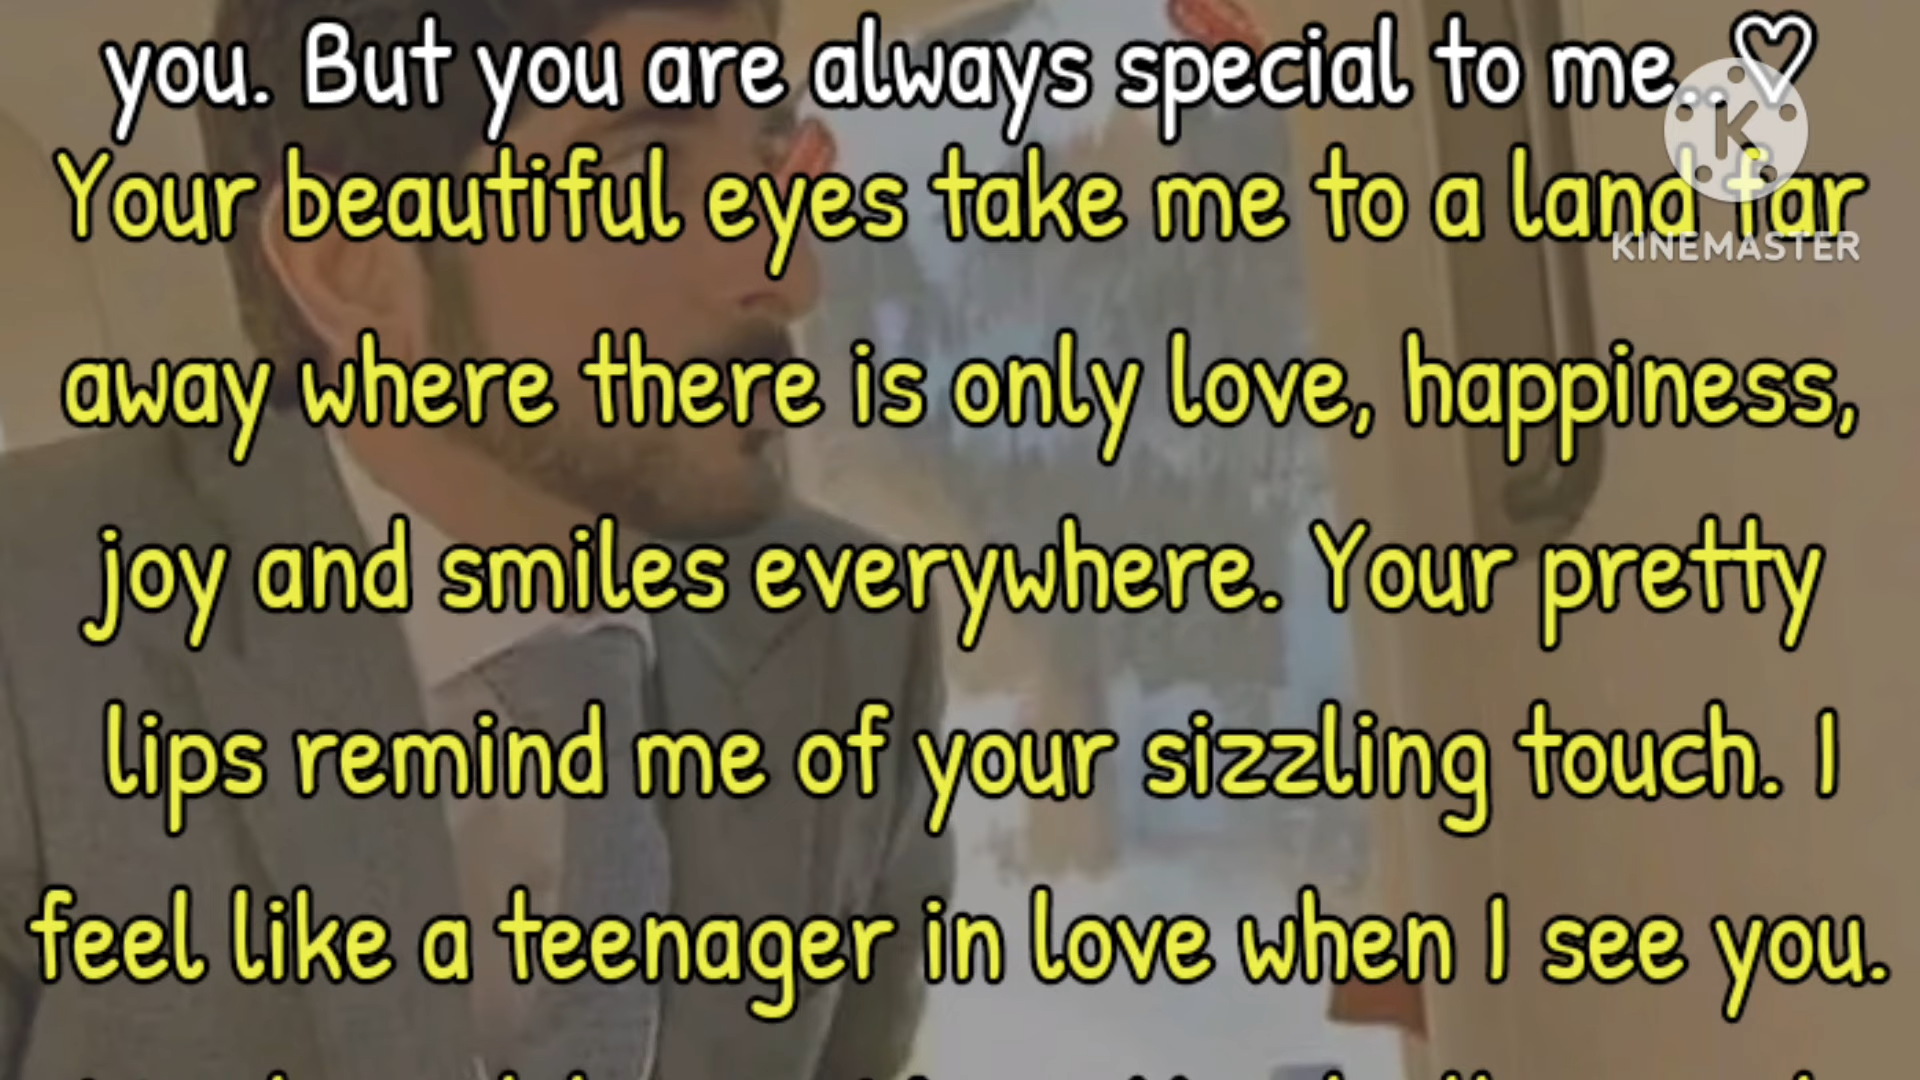 you. But you are always special to me...♡
Your beautiful eyes take me to a land far
KINEMASTER
away where there is only love, happiness,
joy and smiles everywhere. Your pretty
lips remind me of your sizzling touch. I
feel like a teenager in love when I see you.